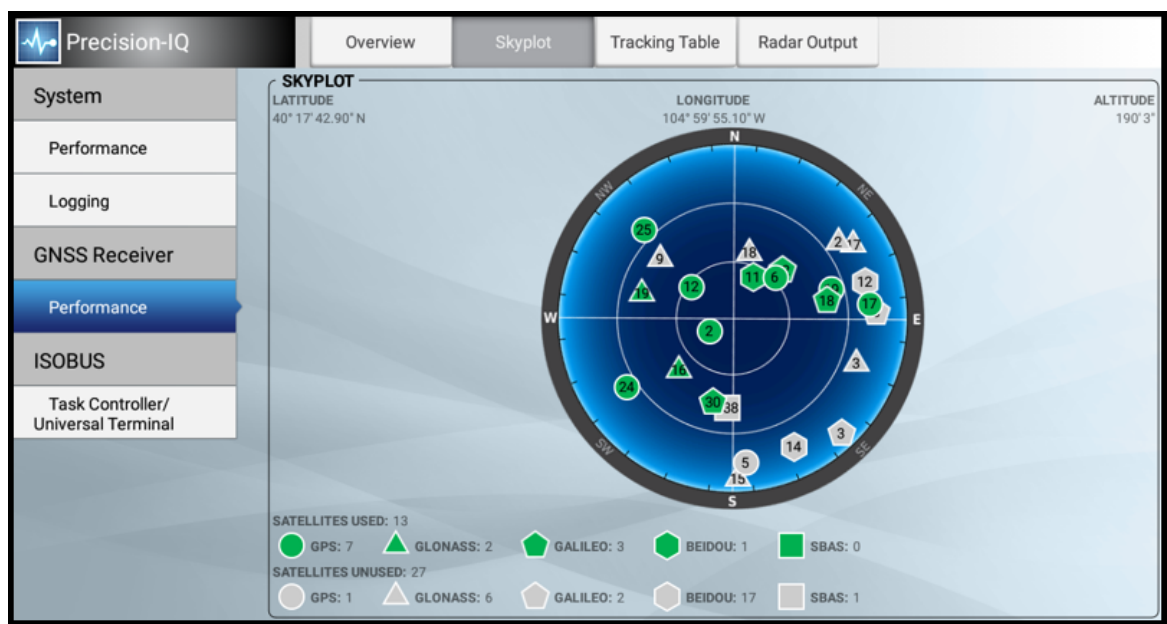 Precision-IQ
Overview
Skyplot
Tracking Table
Radar Output
System
Performance
Logging
GNSS Receiver
Performance
ISOBUS
Task Controller/
Universal Terminal
SKYPLOT
LATITUDE
40° 17' 42.90" N
LONGITUDE
104° 59' 55.10" W
ALTITUDE
190' 3"
N
NW
NE
25
2
17
18
9
11
6
12
12
19
9
18
17
W
E
2
3
16
24
30
38
3
14
5
15
SW
SE
S
SATELLITES USED: 13
GPS: 7
GLONASS: 2
GALILEO: 3
BEIDOU: 1
SBAS: 0
SATELLITES UNUSED: 27
GPS: 1
GLONASS: 6
GALILEO: 2
BEIDOU: 17
SBAS: 1